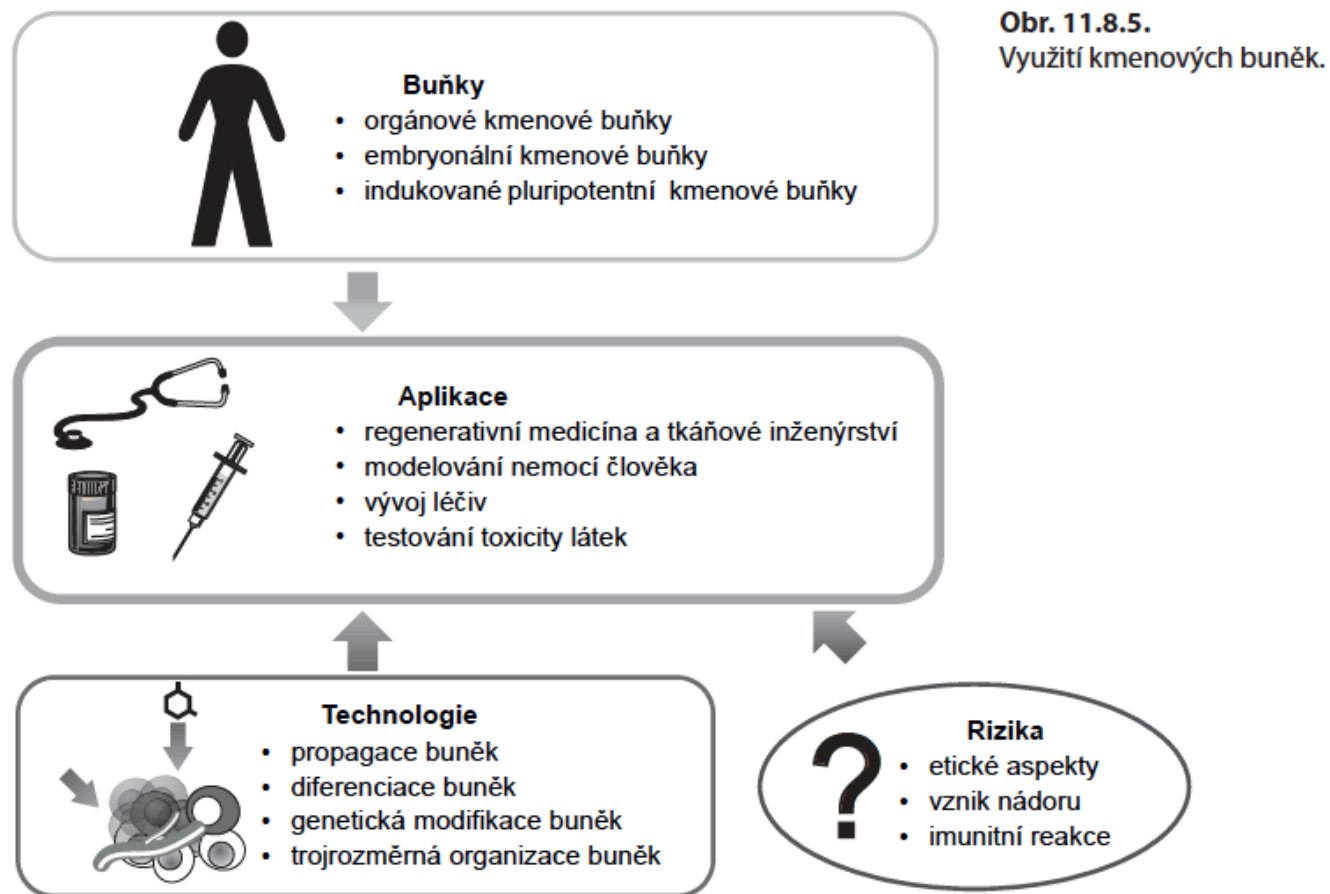 Obr. 11.8.5.
Využití kmenových buněk.
Buňky
• orgánové kmenové buňky
• embryonální kmenové buňky
• indukované pluripotentní kmenové buňky
Aplikace
• regenerativní medicína a tkáňové inženýrství
• modelování nemocí člověka
• vývoj léčiv
• testování toxicity látek
Technologie
• propagace buněk
• diferenciace buněk
• genetická modifikace buněk
• trojrozměrná organizace buněk
?
Rizika
• etické aspekty
• vznik nádoru
• imunitní reakce